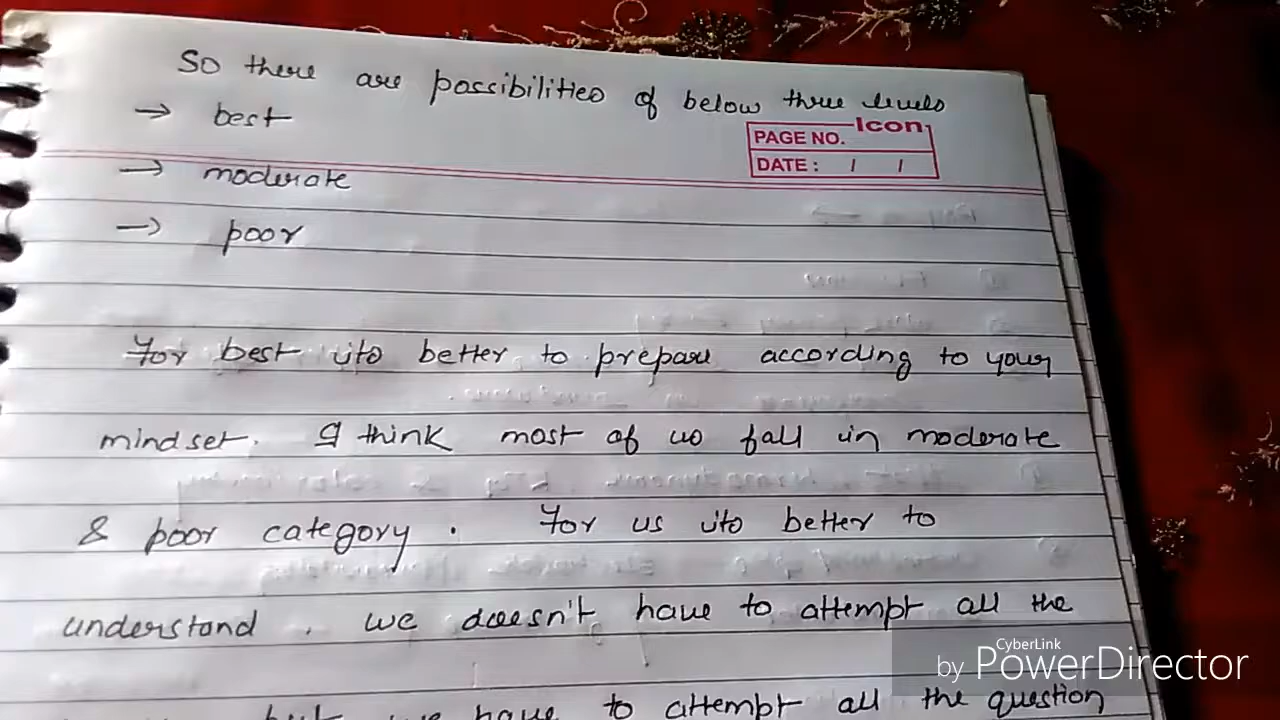 So there are possibilities of below three levels
→ best
Icon
PAGE NO.
DATE : / /
→ moderate
→ poor
For best its better to prepare according to your
mindset. I think most of us fall in moderate
& poor category . For us its better to
understand . we doesn't have to attempt all the
but we have to attempt all the question
CyberLink
by PowerDirector